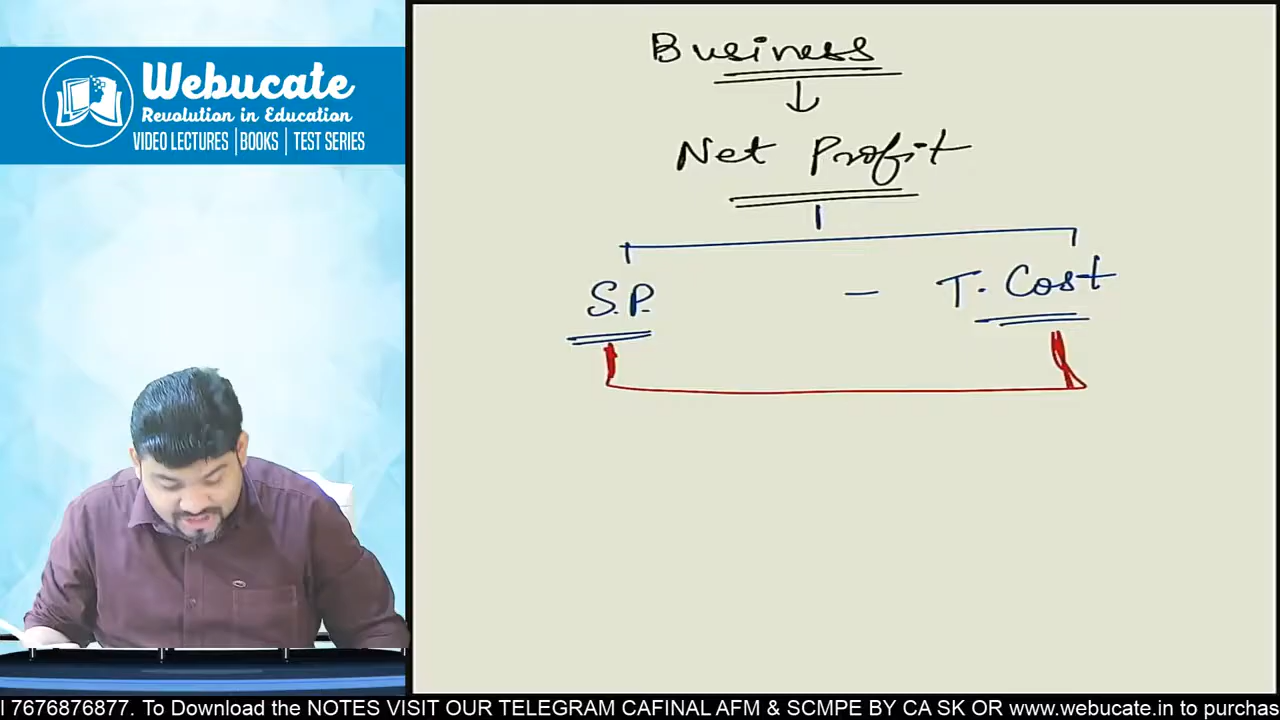 Webucate
Revolution in Education
VIDEO LECTURES | BOOKS | TEST SERIES
Business
Net Profit
S.P. - T. Cost
l 7676876877. To Download the NOTES VISIT OUR TELEGRAM CAFINAL AFM & SCMPE BY CA SK OR www.webucate.in to purchas